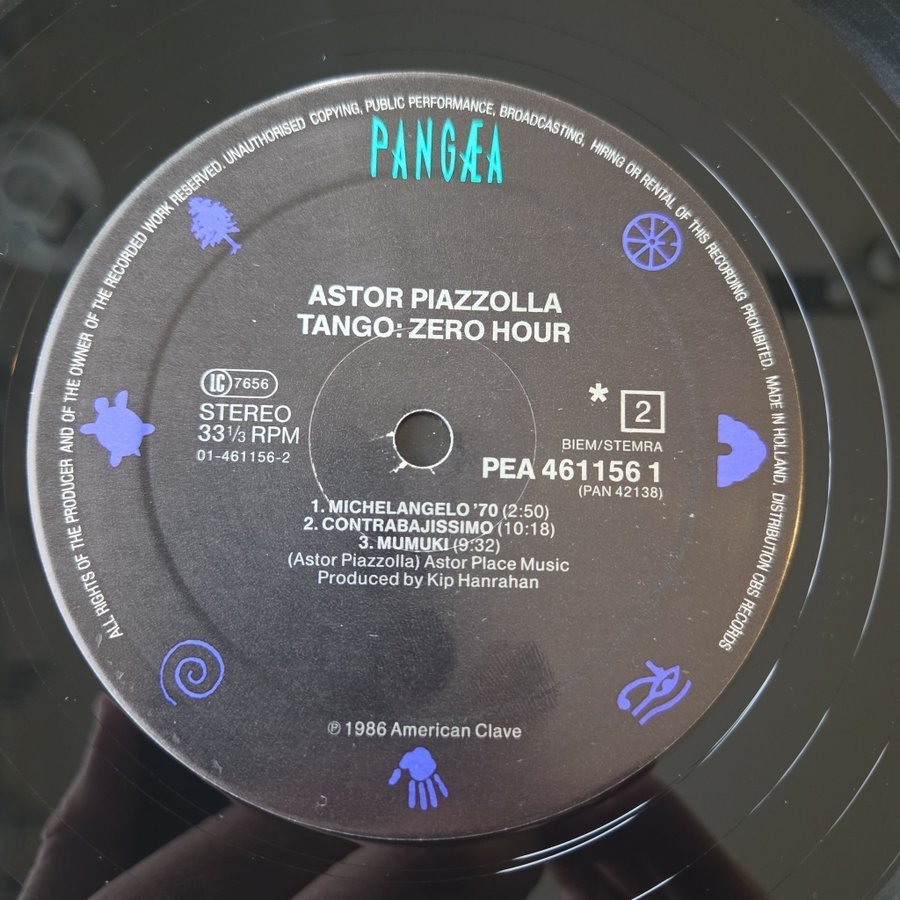 ALL RIGHTS OF THE PRODUCER AND OF THE OWNER OF THE RECORDED WORK RESERVED. UNAUTHORISED COPYING, PUBLIC PERFORMANCE, BROADCASTING, HIRING OR RENTAL OF THIS RECORDING PROHIBITED. MADE IN HOLLAND. DISTRIBUTION CBS RECORDS
PANGÆA
ASTOR PIAZZOLLA
TANGO: ZERO HOUR
LC 7656
STEREO
33⅓ RPM
01-461156-2
* 2
BIEM/STEMRA
PEA 461156 1
(PAN 42138)
1. MICHELANGELO '70 (2:50)
2. CONTRABAJISSIMO (10:18)
3. MUMUKI (9:32)
(Astor Piazzolla) Astor Place Music
Produced by Kip Hanrahan
℗ 1986 American Clave